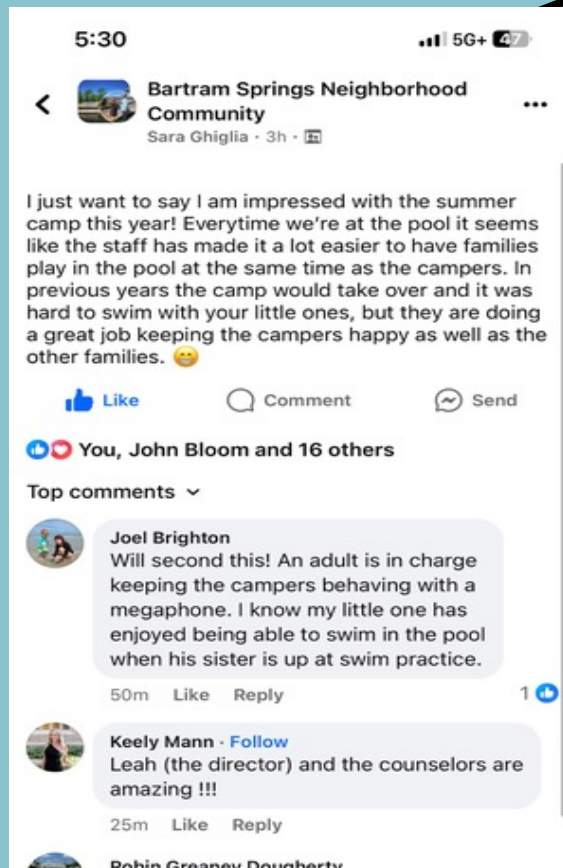 5:30
5G+ 47
Bartram Springs Neighborhood
Community
Sara Ghiglia · 3h ·
I just want to say I am impressed with the summer
camp this year! Everytime we're at the pool it seems
like the staff has made it a lot easier to have families
play in the pool at the same time as the campers. In
previous years the camp would take over and it was
hard to swim with your little ones, but they are doing
a great job keeping the campers happy as well as the
other families. 😁
Like Comment Send
You, John Bloom and 16 others
Top comments
Joel Brighton
Will second this! An adult is in charge
keeping the campers behaving with a
megaphone. I know my little one has
enjoyed being able to swim in the pool
when his sister is up at swim practice.
50m Like Reply 1
Keely Mann · Follow
Leah (the director) and the counselors are
amazing !!!
25m Like Reply
Robin Greaney Dougherty